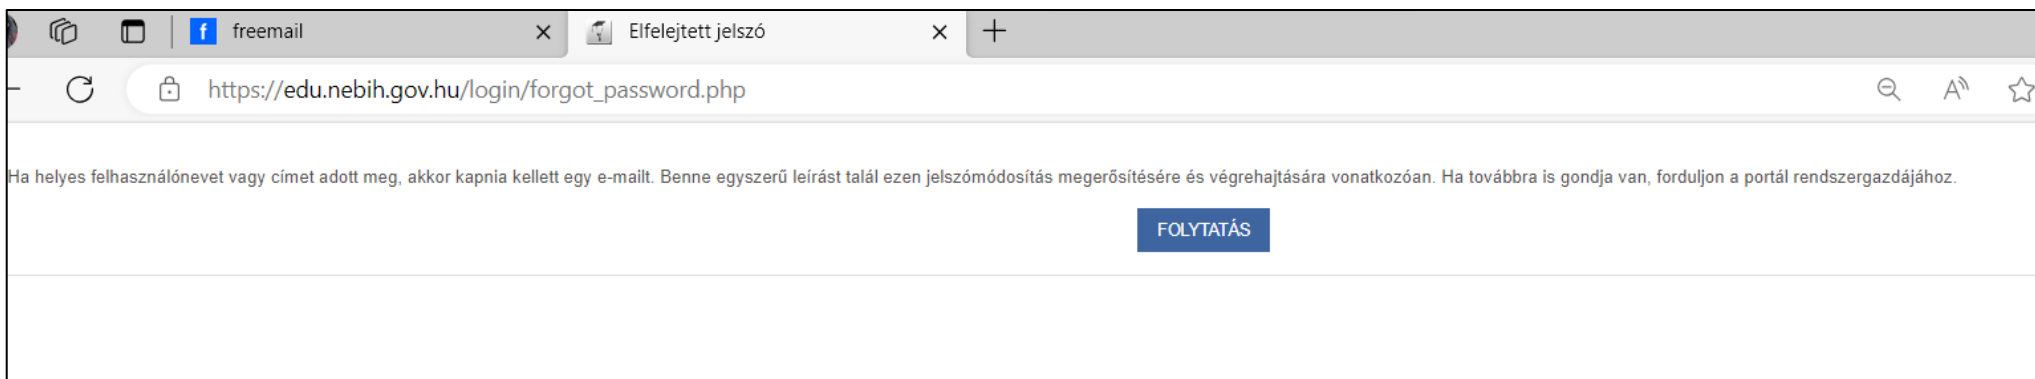 freemail
Elfelejtett jelszó
https://edu.nebih.gov.hu/login/forgot_password.php
Ha helyes felhasználónevet vagy címet adott meg, akkor kapnia kellett egy e-mailt. Benne egyszerű leírást talál ezen jelszómódosítás megerősítésére és végrehajtására vonatkozóan. Ha továbbra is gondja van, forduljon a portál rendszergazdájához.
FOLYTATÁS